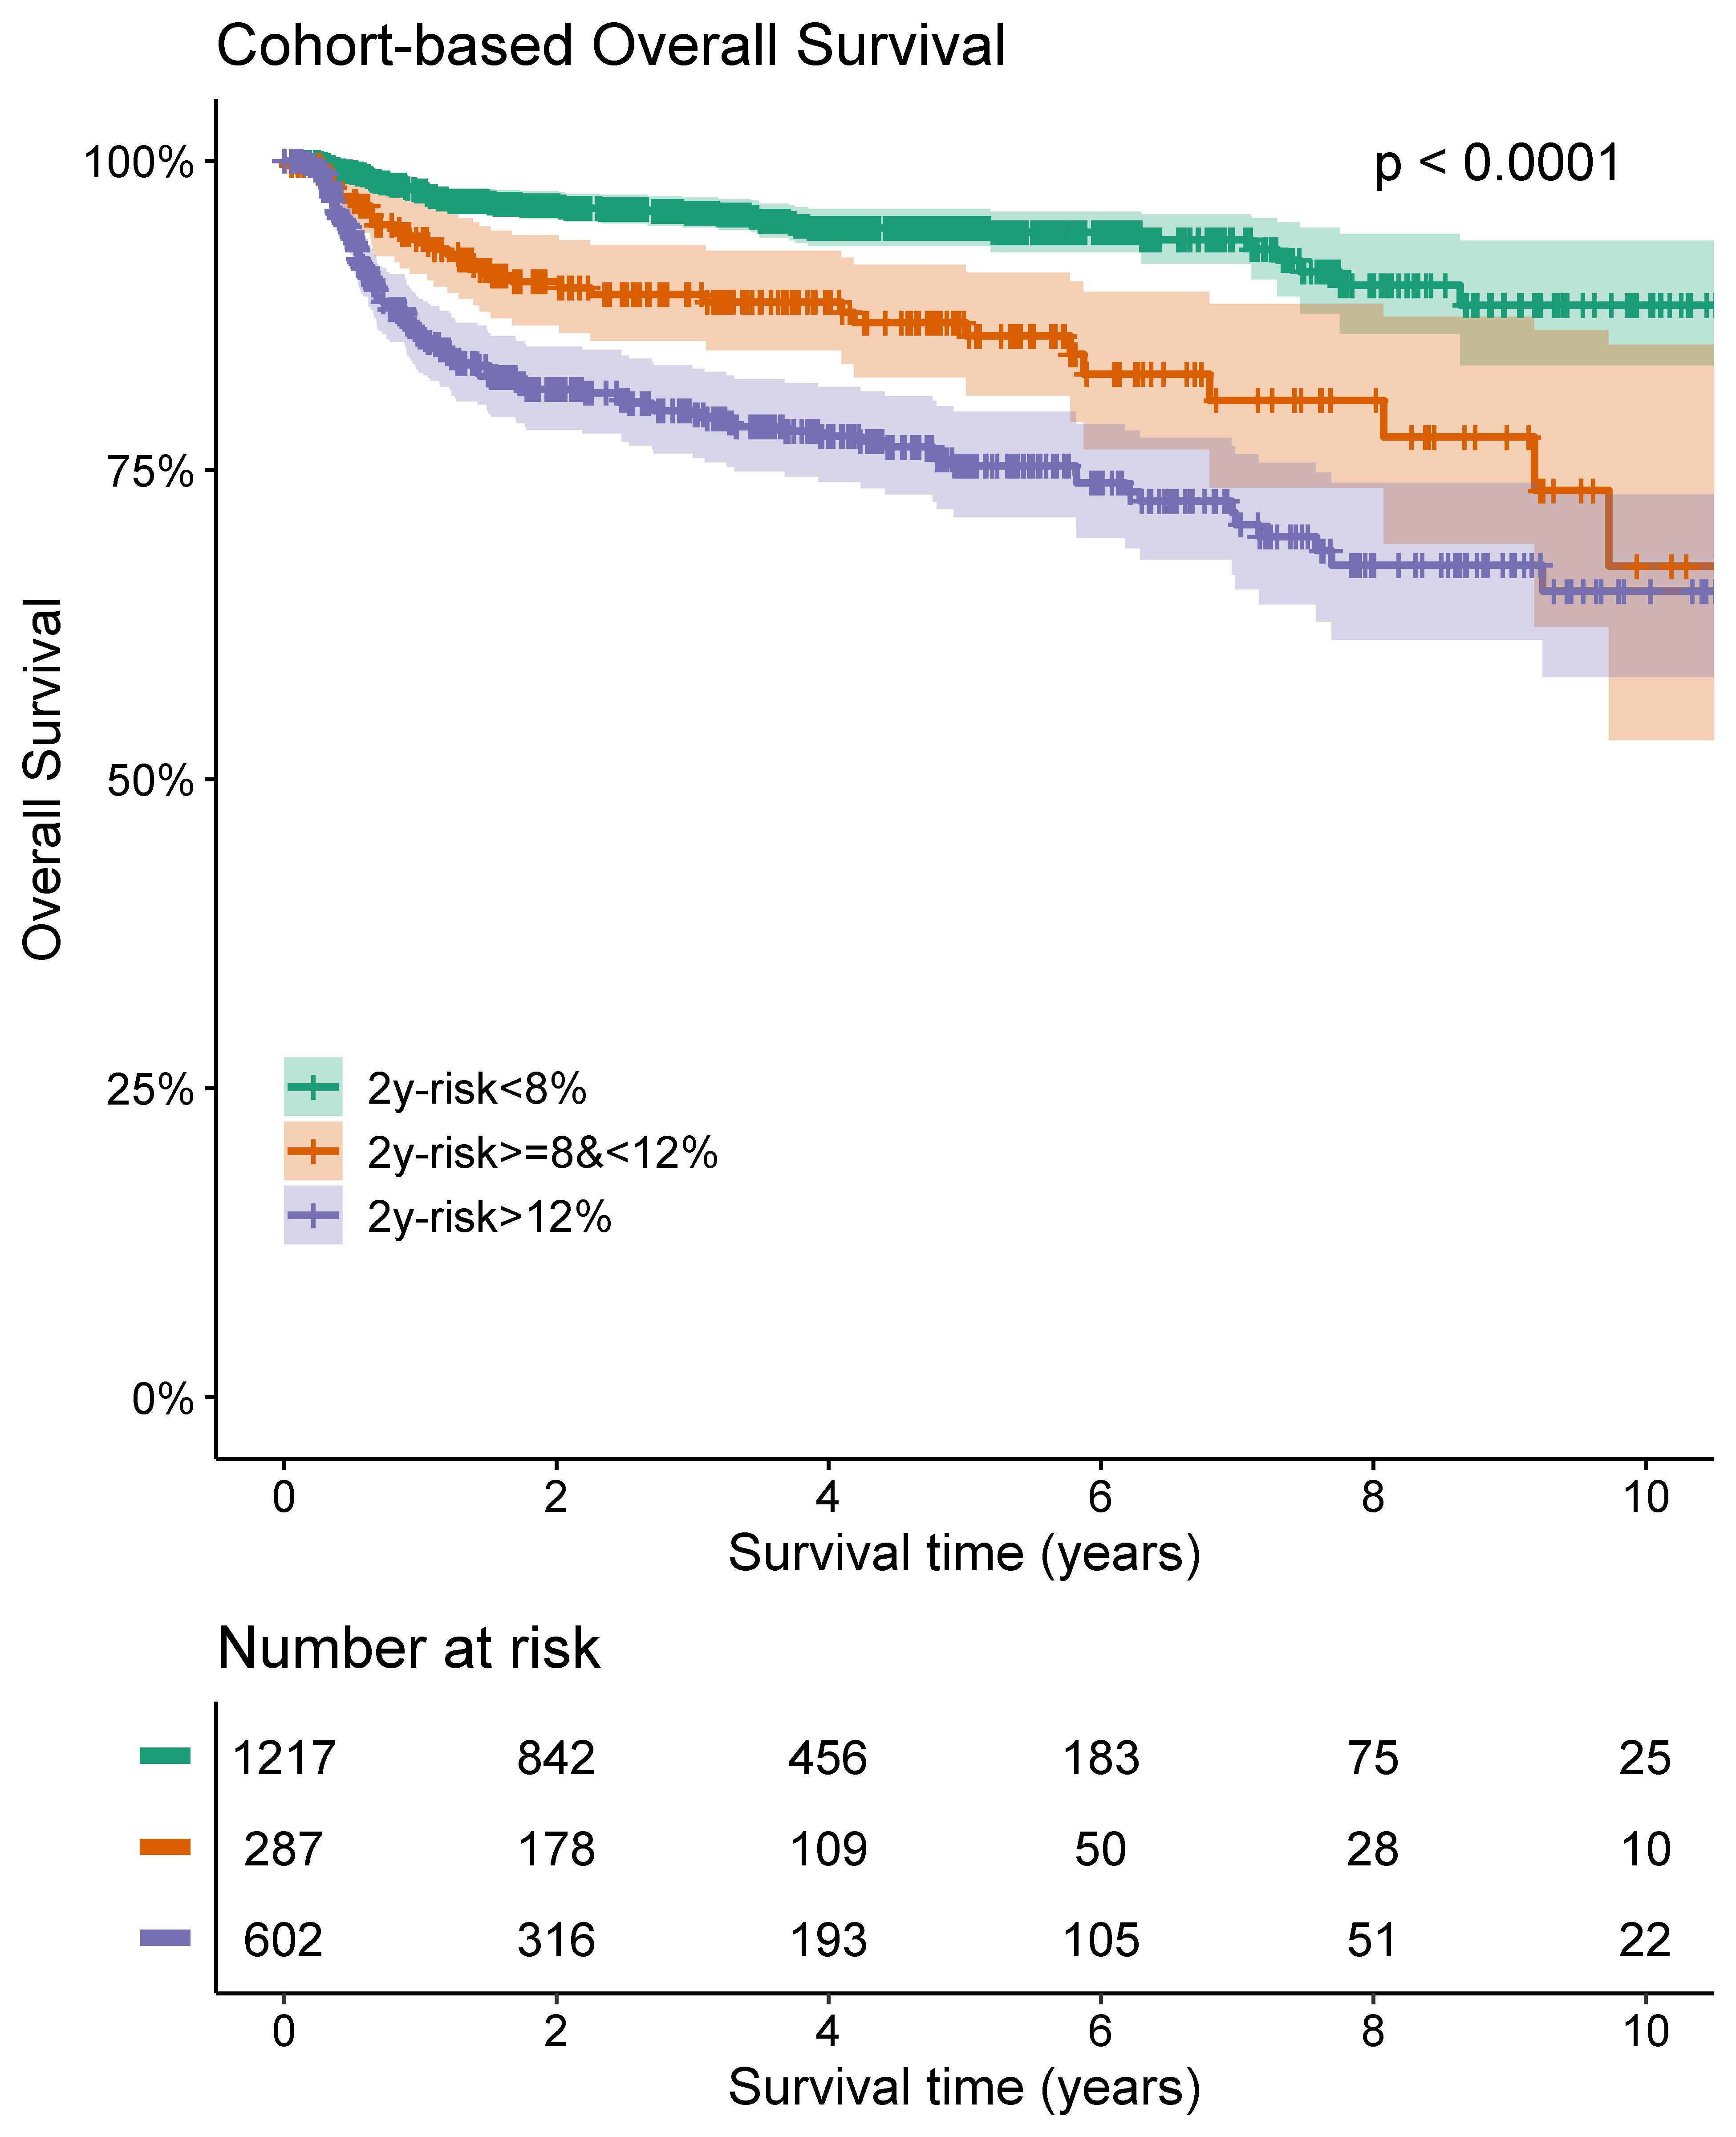 Cohort-based Overall Survival
p < 0.0001
100%
75%
50%
25%
0%
Overall Survival
2y-risk<8%
2y-risk>=8&<12%
2y-risk>12%
0 2 4 6 8 10
Survival time (years)
Number at risk
1217 842 456 183 75 25
287 178 109 50 28 10
602 316 193 105 51 22
0 2 4 6 8 10
Survival time (years)